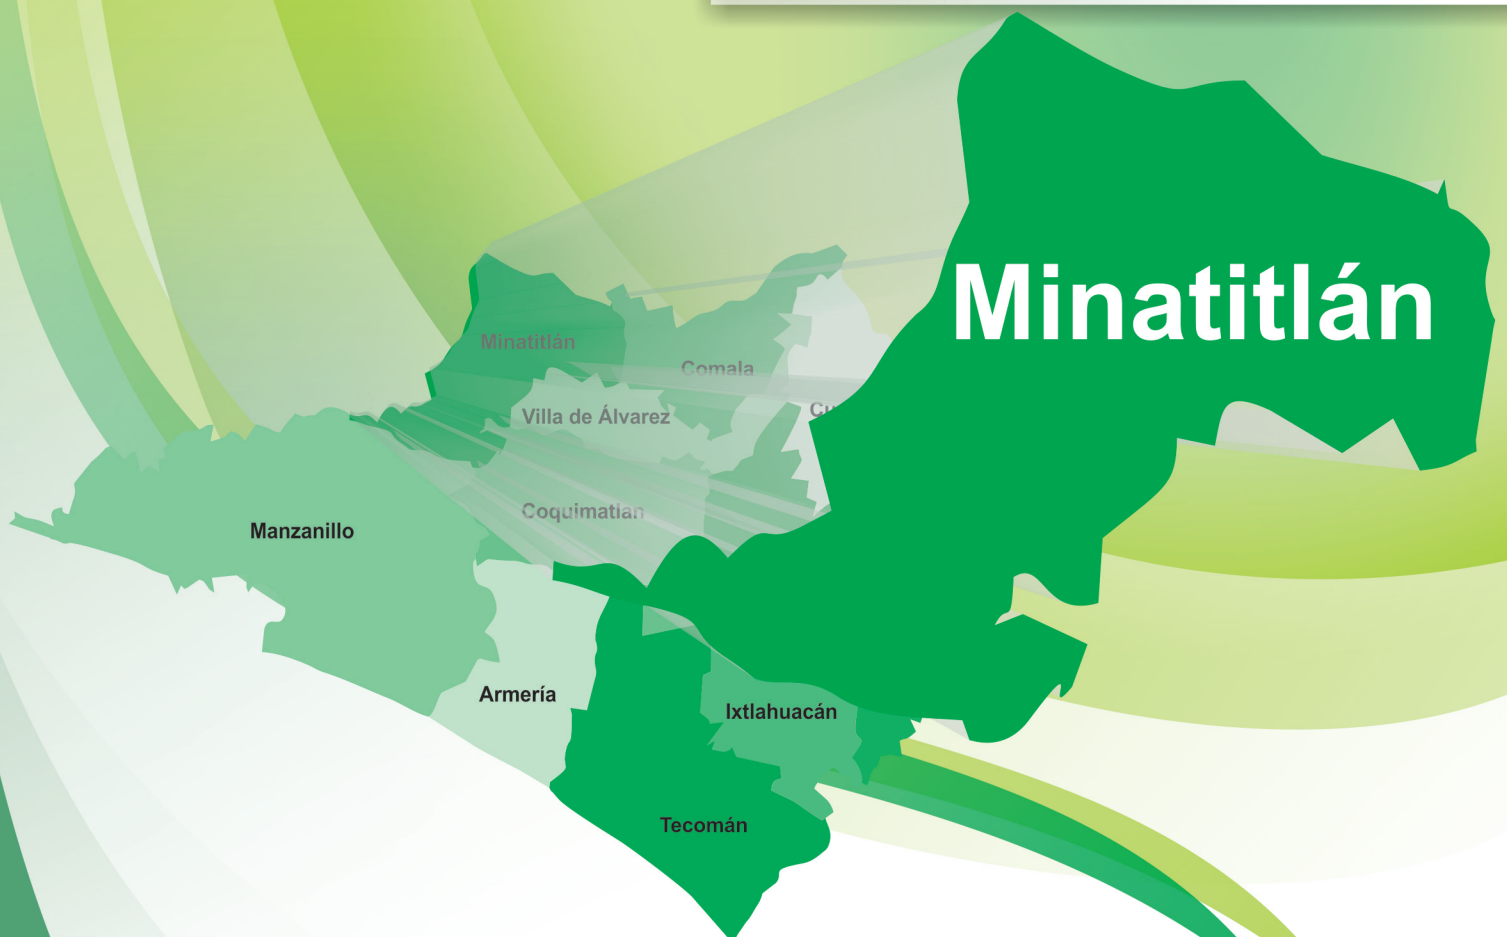 Minatitlán
Minatitlán
Comala
Villa de Álvarez
Coquimatlán
Manzanillo
Armería
Ixtlahuacán
Tecomán